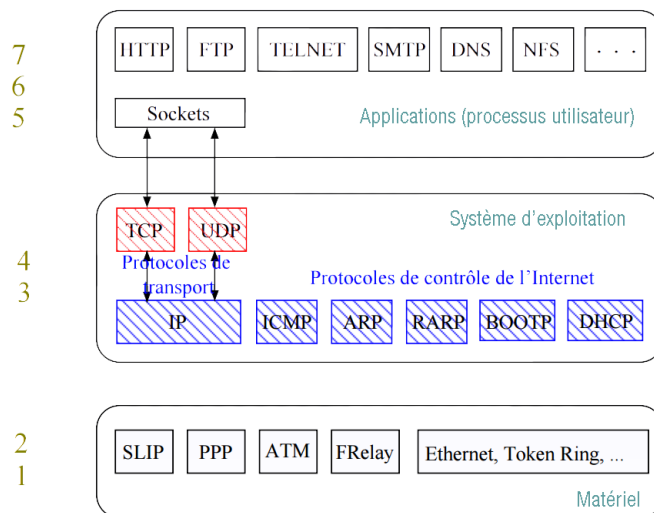 7
HTTP FTP TELNET SMTP DNS NFS . . .
6
5
Sockets
Applications (processus utilisateur)
Système d'exploitation
TCP UDP
4
Protocoles de transport
Protocoles de contrôle de l'Internet
3
IP ICMP ARP RARP BOOTP DHCP
2
SLIP PPP ATM FRelay Ethernet, Token Ring, ...
1
Matériel